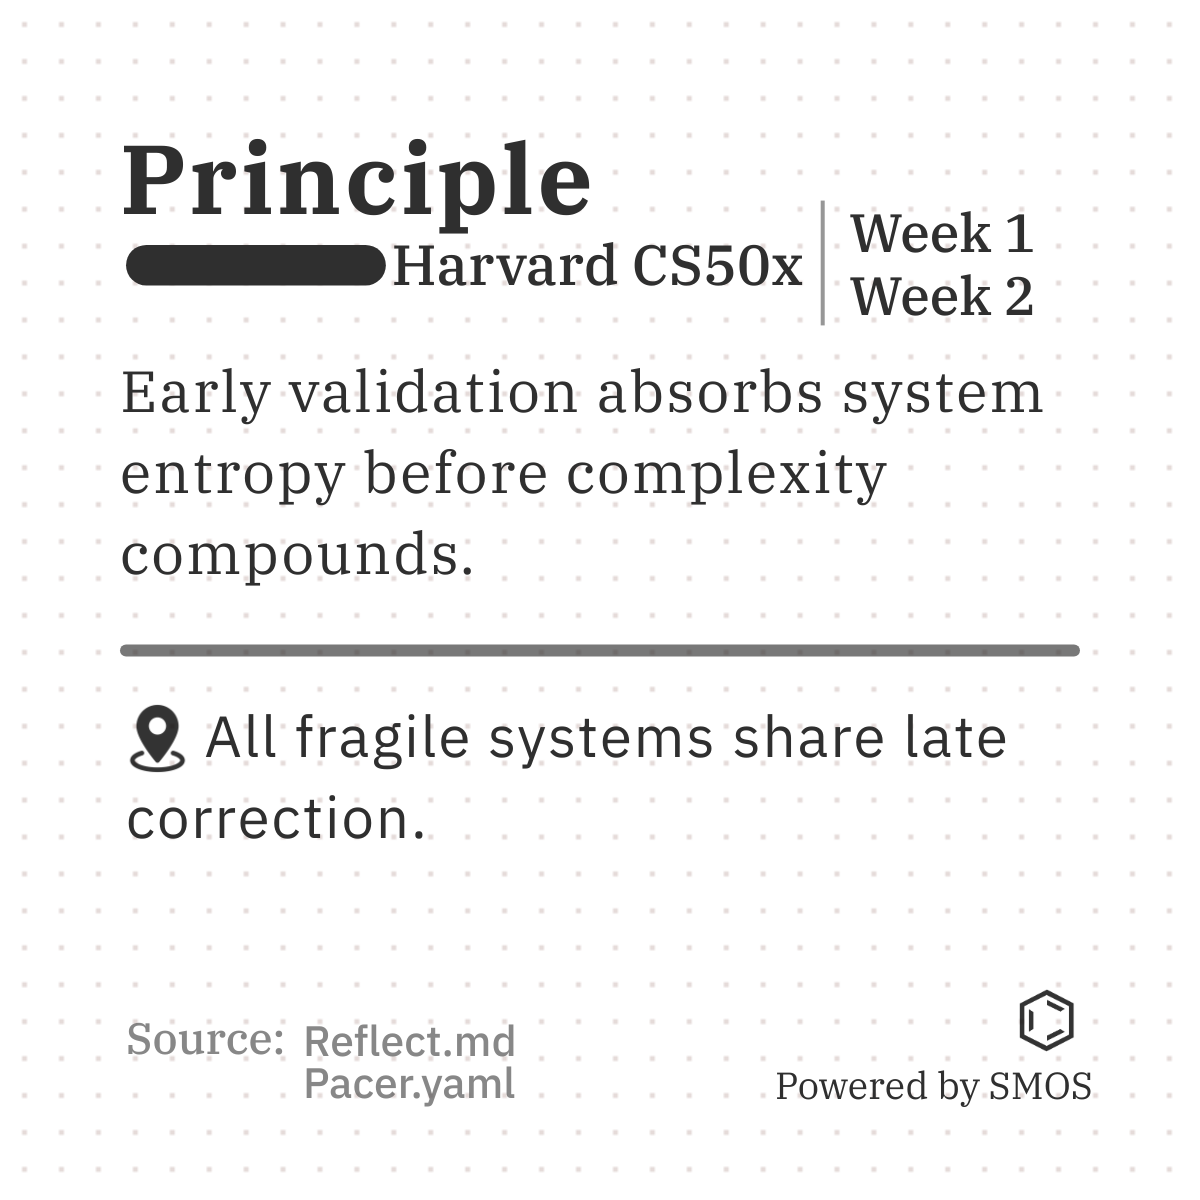 Principle
Harvard CS50x
Week 1
Week 2
Early validation absorbs system
entropy before complexity
compounds.
All fragile systems share late
correction.
Source: Reflect.md
Pacer.yaml
Powered by SMOS